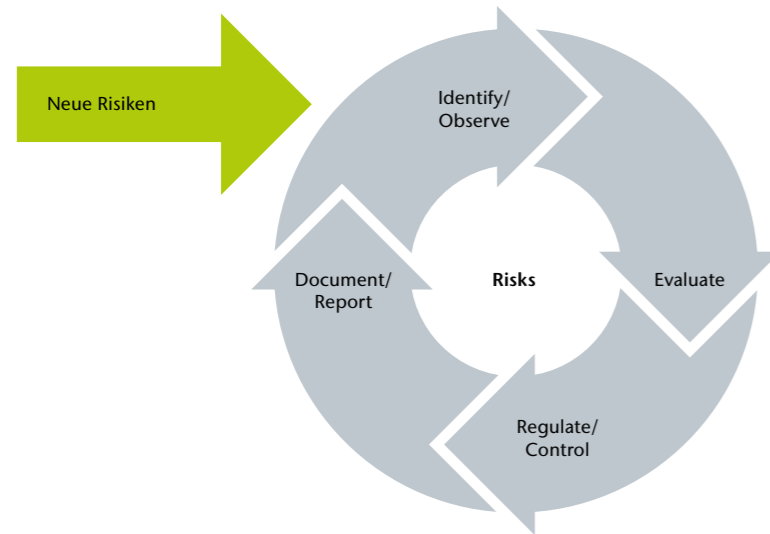 Neue Risiken
Identify/
Observe
Document/
Report
Risks
Evaluate
Regulate/
Control